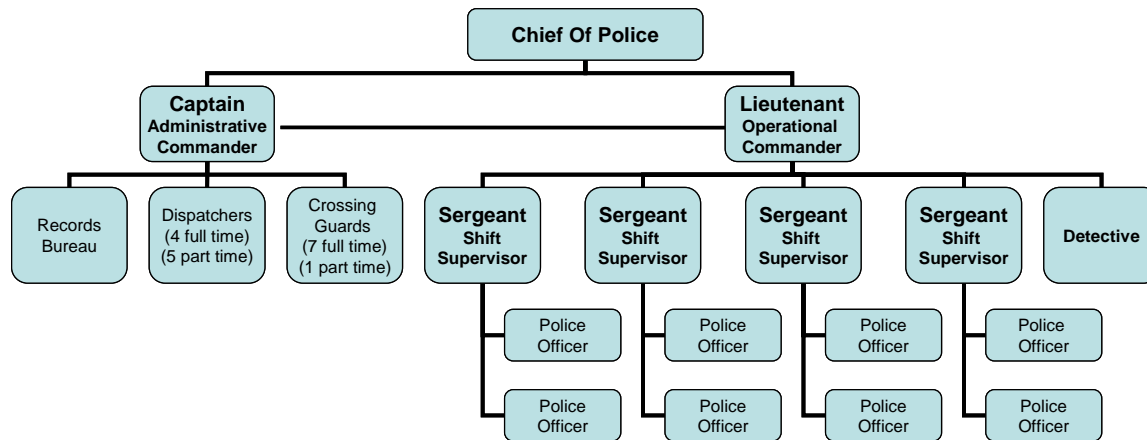 Chief Of Police
Captain
Administrative
Commander
Lieutenant
Operational
Commander
Records
Bureau
Dispatchers
(4 full time)
(5 part time)
Crossing
Guards
(7 full time)
(1 part time)
Sergeant
Shift
Supervisor
Sergeant
Shift
Supervisor
Sergeant
Shift
Supervisor
Sergeant
Shift
Supervisor
Detective
Police
Officer
Police
Officer
Police
Officer
Police
Officer
Police
Officer
Police
Officer
Police
Officer
Police
Officer